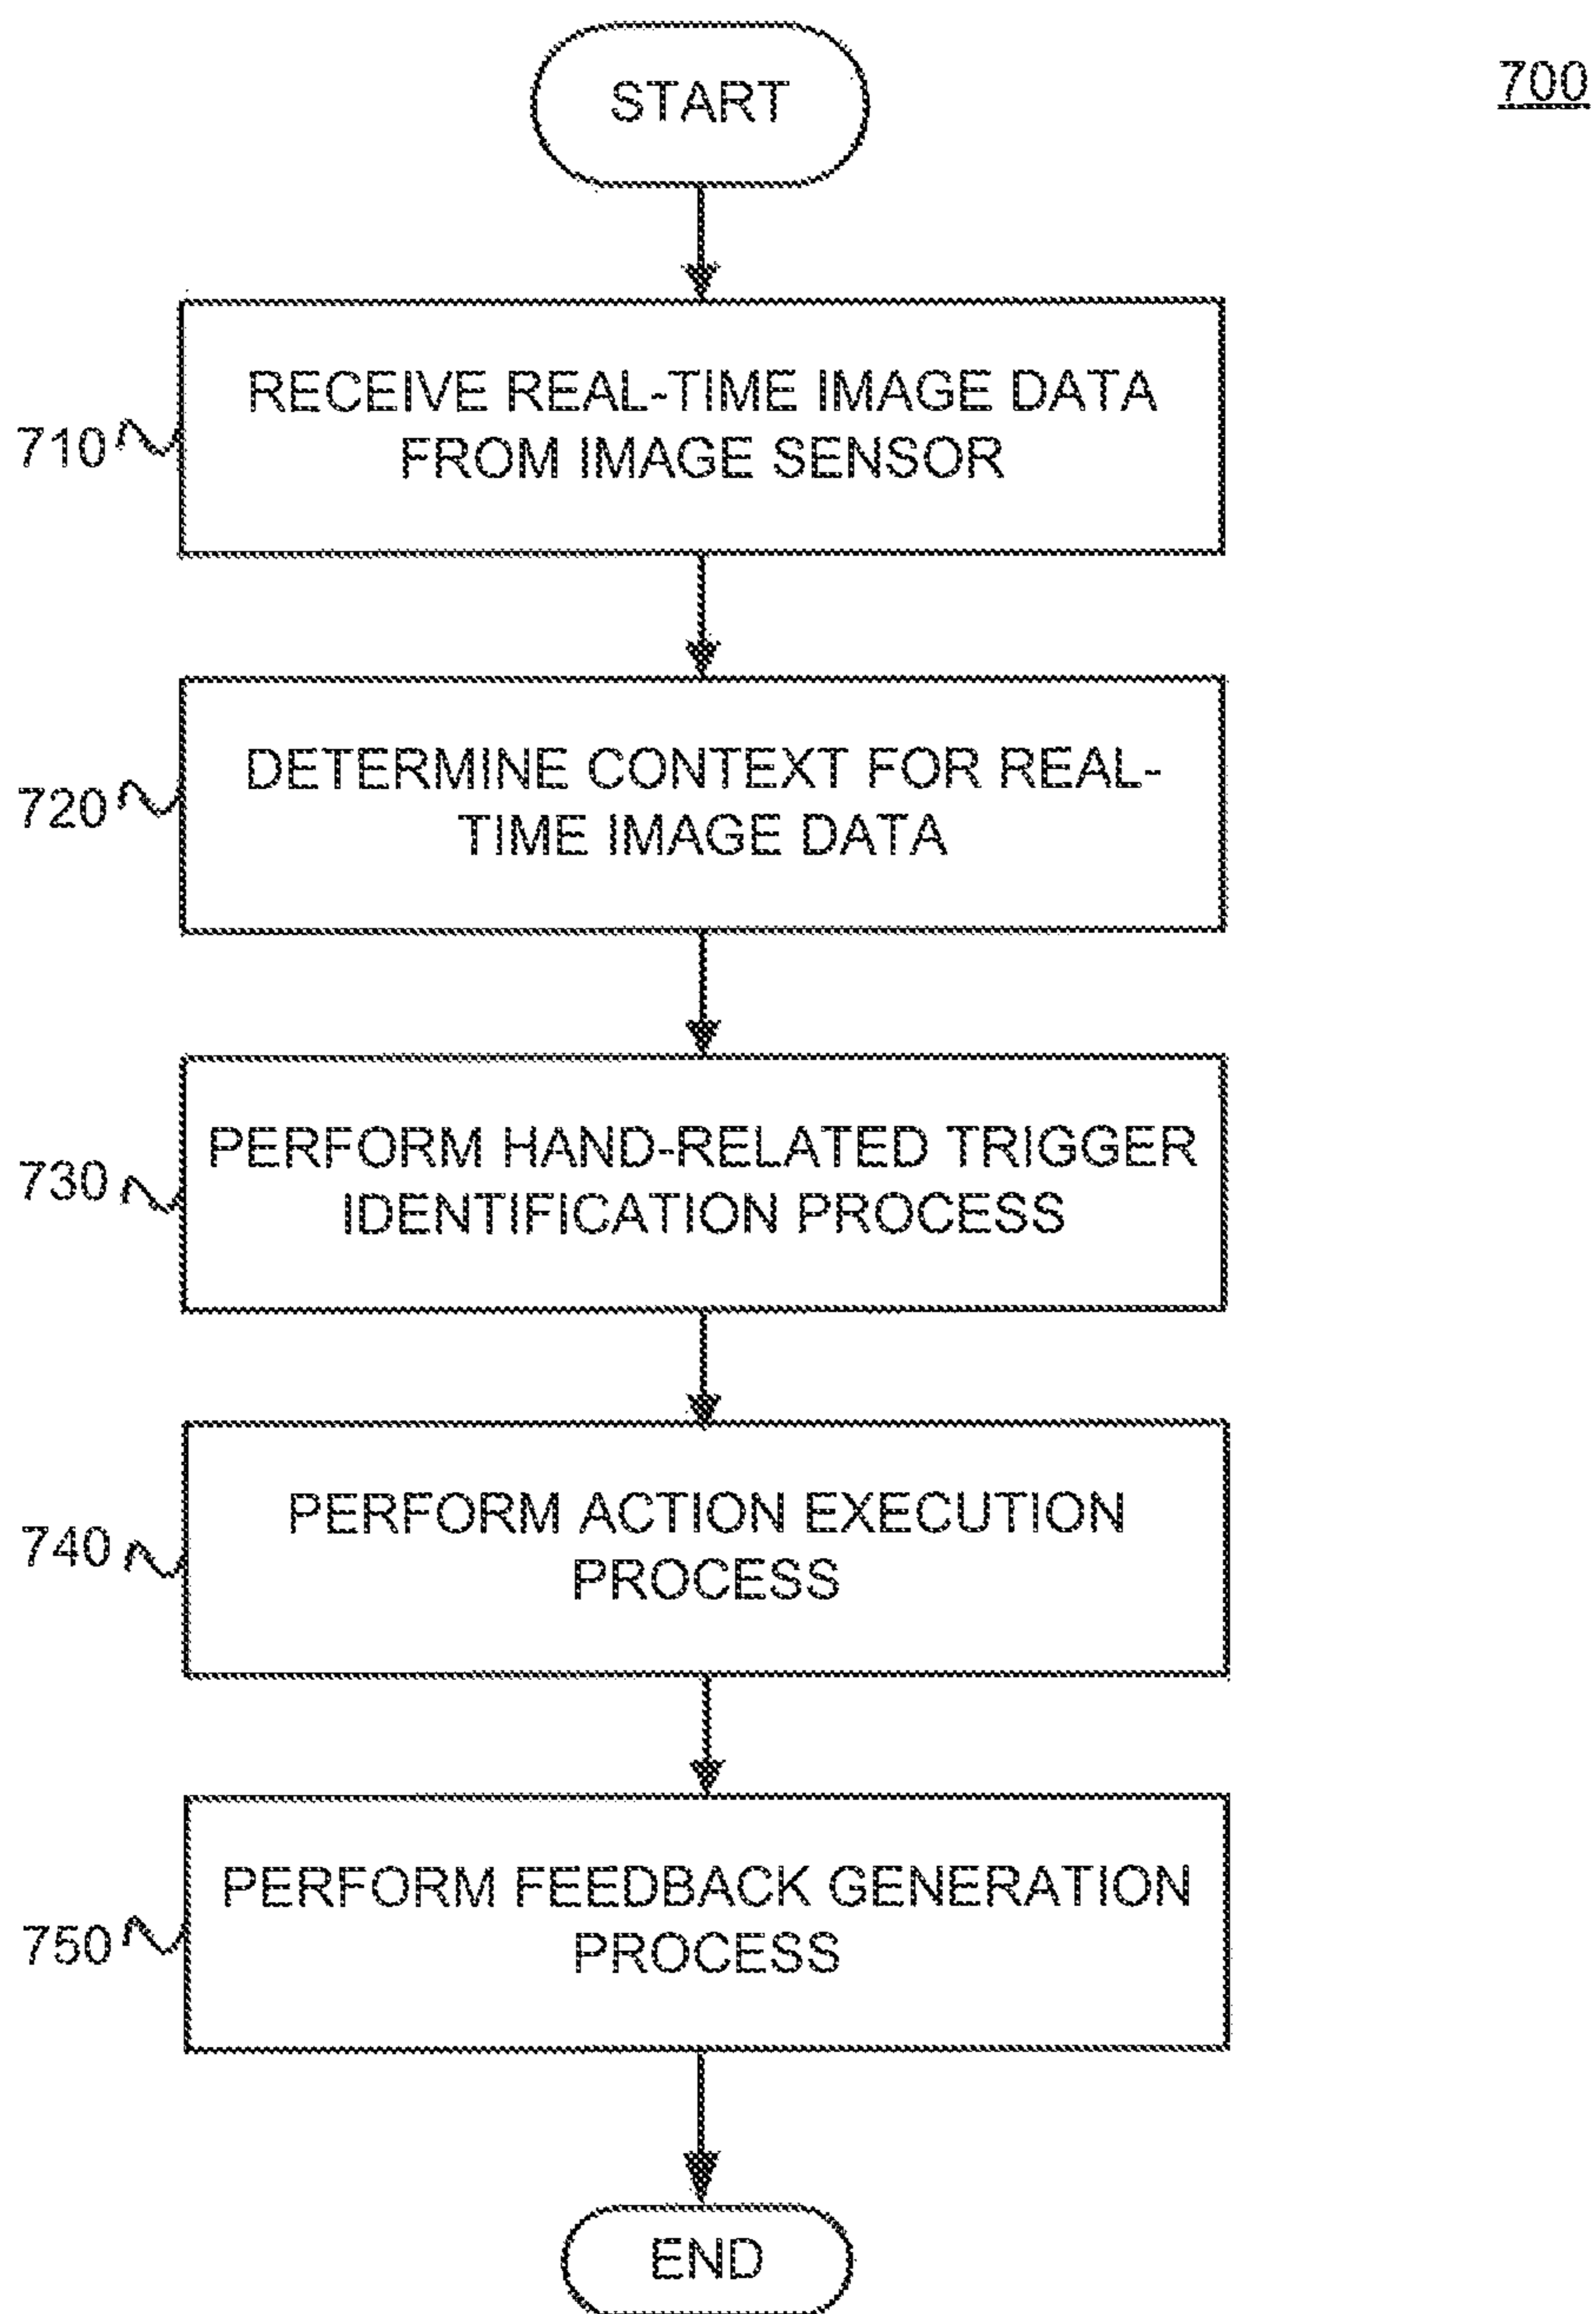 700
START
710
RECEIVE REAL-TIME IMAGE DATA
FROM IMAGE SENSOR
720
DETERMINE CONTEXT FOR REAL-
TIME IMAGE DATA
730
PERFORM HAND-RELATED TRIGGER
IDENTIFICATION PROCESS
740
PERFORM ACTION EXECUTION
PROCESS
750
PERFORM FEEDBACK GENERATION
PROCESS
END